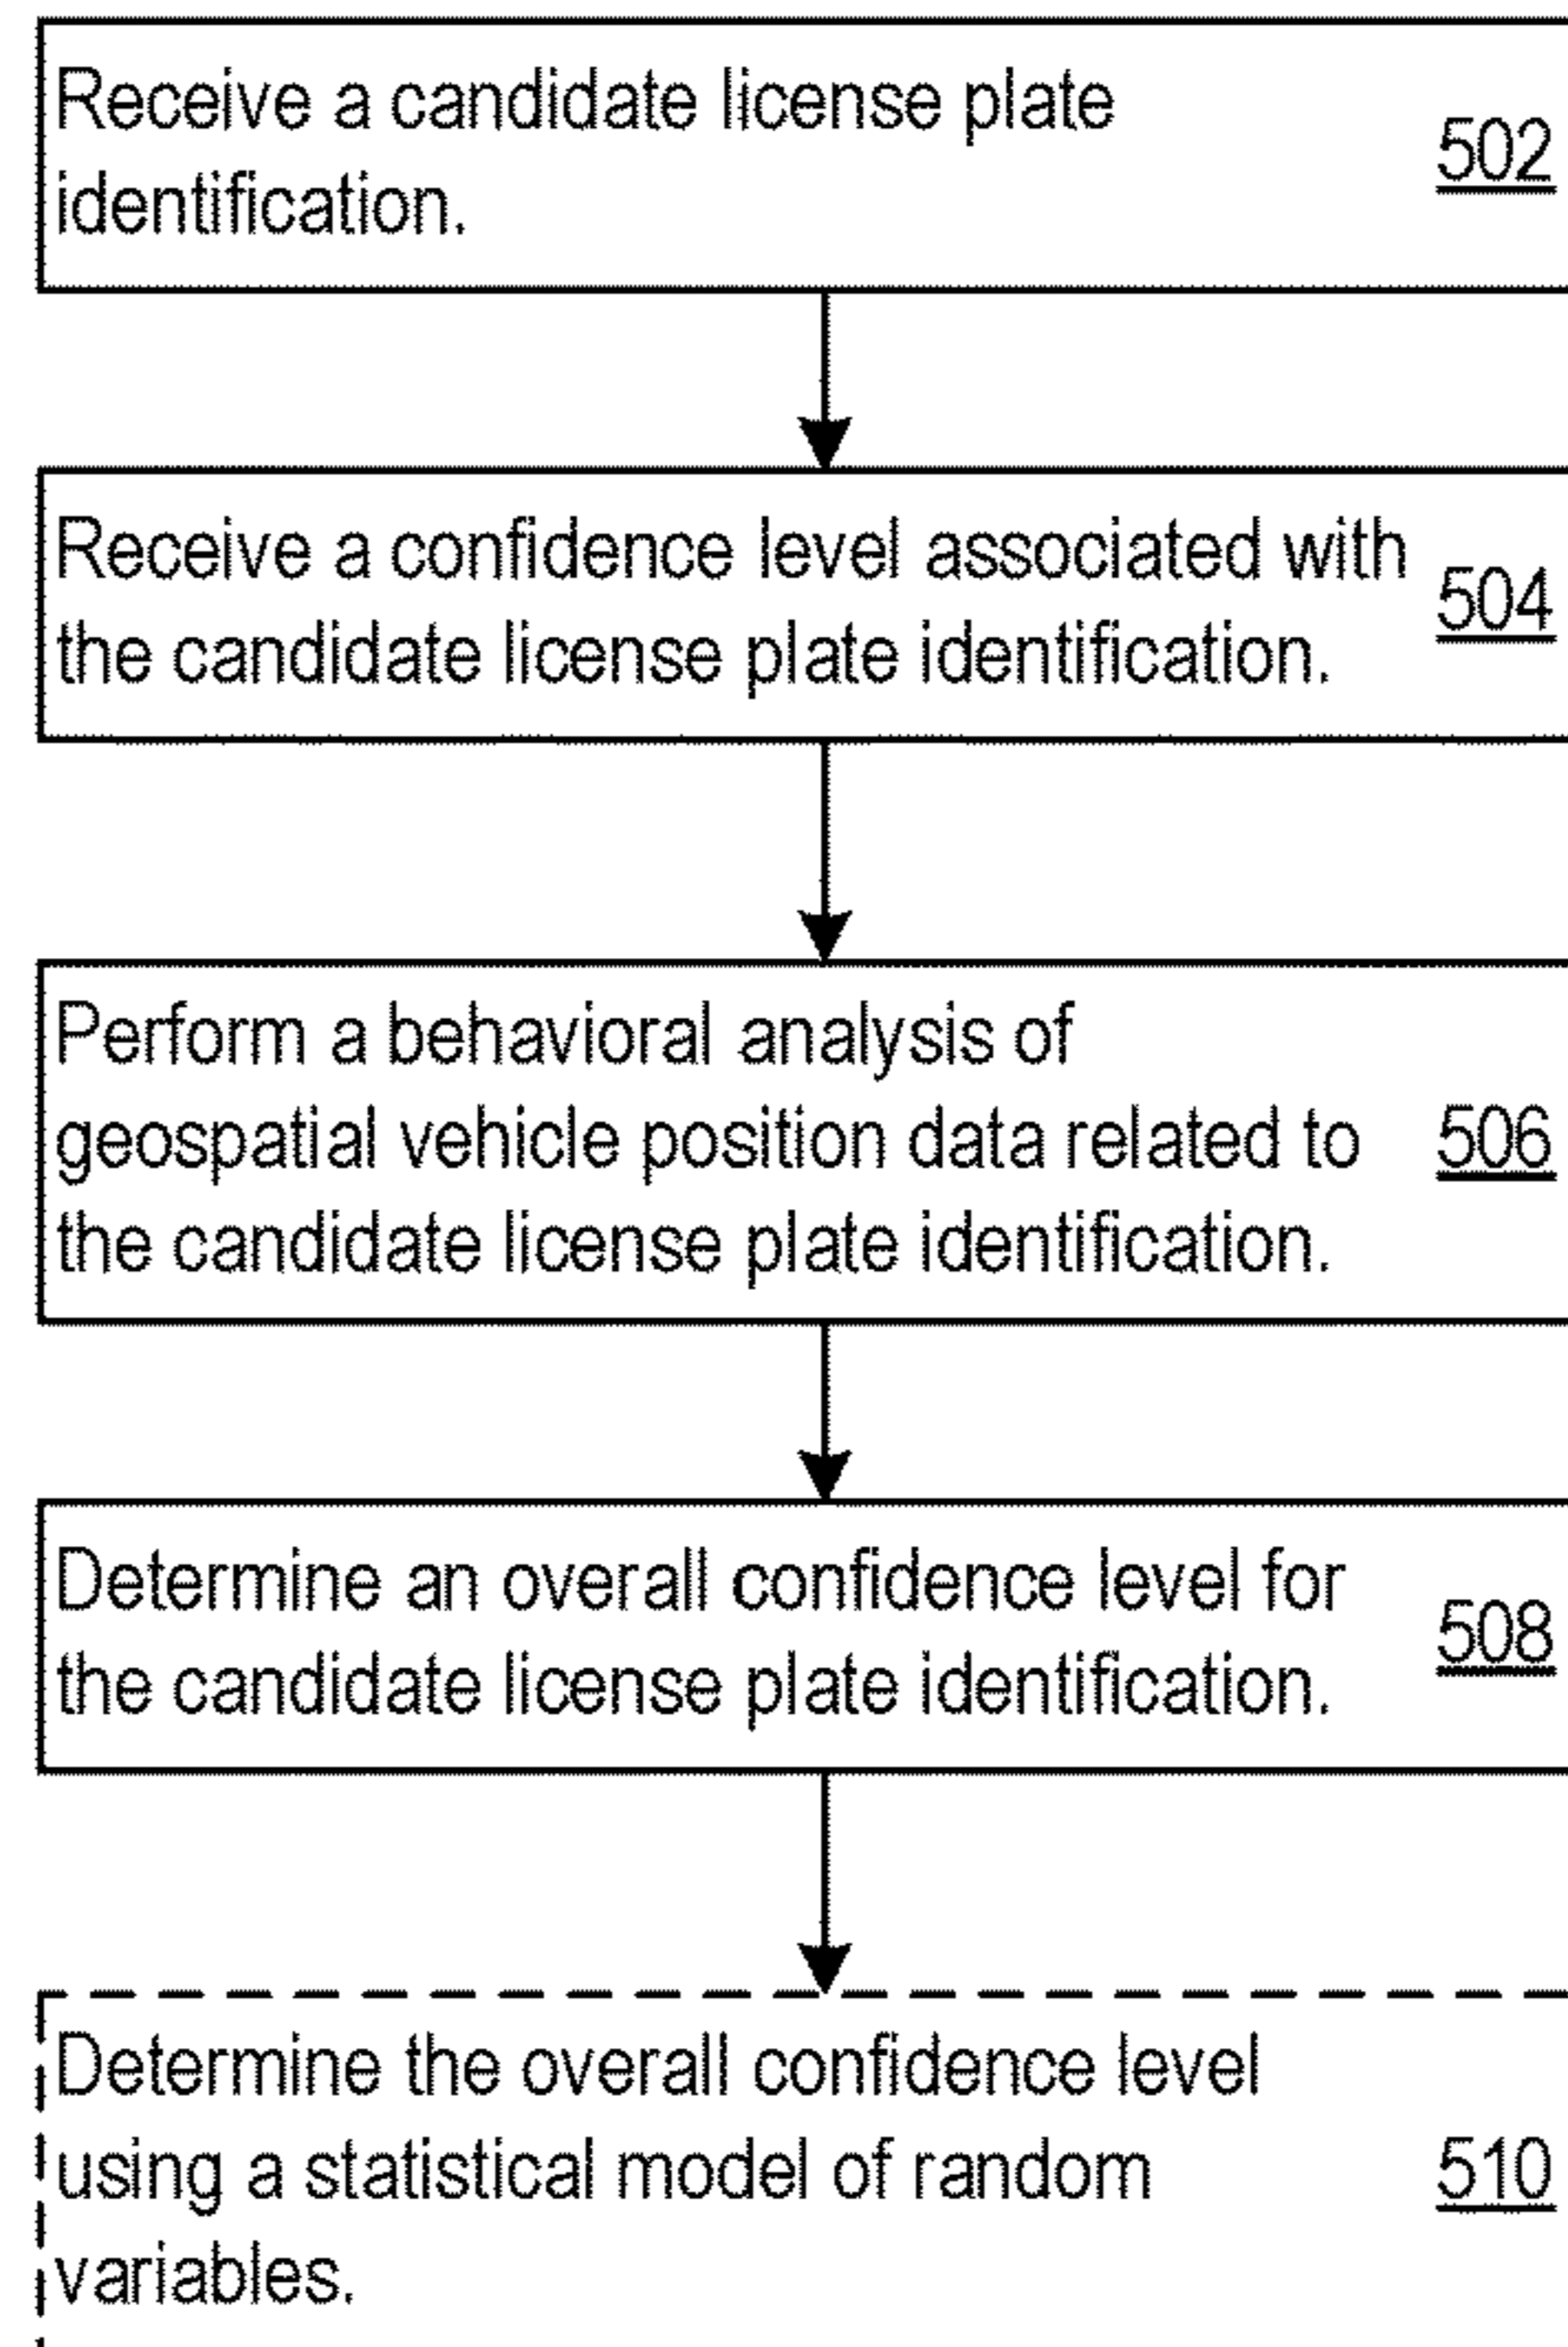 Receive a candidate license plate
identification.
502
Receive a confidence level associated with
the candidate license plate identification.
504
Perform a behavioral analysis of
geospatial vehicle position data related to
the candidate license plate identification.
506
Determine an overall confidence level for
the candidate license plate identification.
508
Determine the overall confidence level
using a statistical model of random
variables.
510